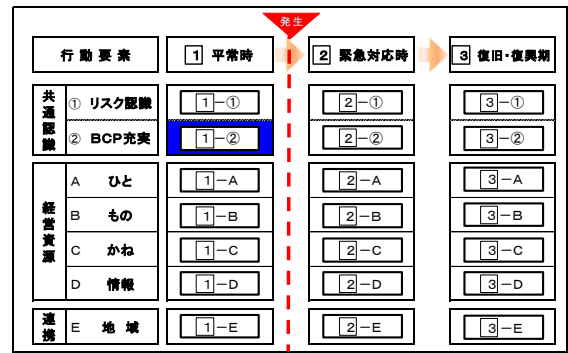 発生
行動要素 1 平常時 2 緊急対応時 3 復旧・復興期
共通認識
① リスク認識 1－① 2－① 3－①
② BCP充実 1－② 2－② 3－②
経営資源
A ひと 1－A 2－A 3－A
B もの 1－B 2－B 3－B
C かね 1－C 2－C 3－C
D 情報 1－D 2－D 3－D
連携
E 地域 1－E 2－E 3－E